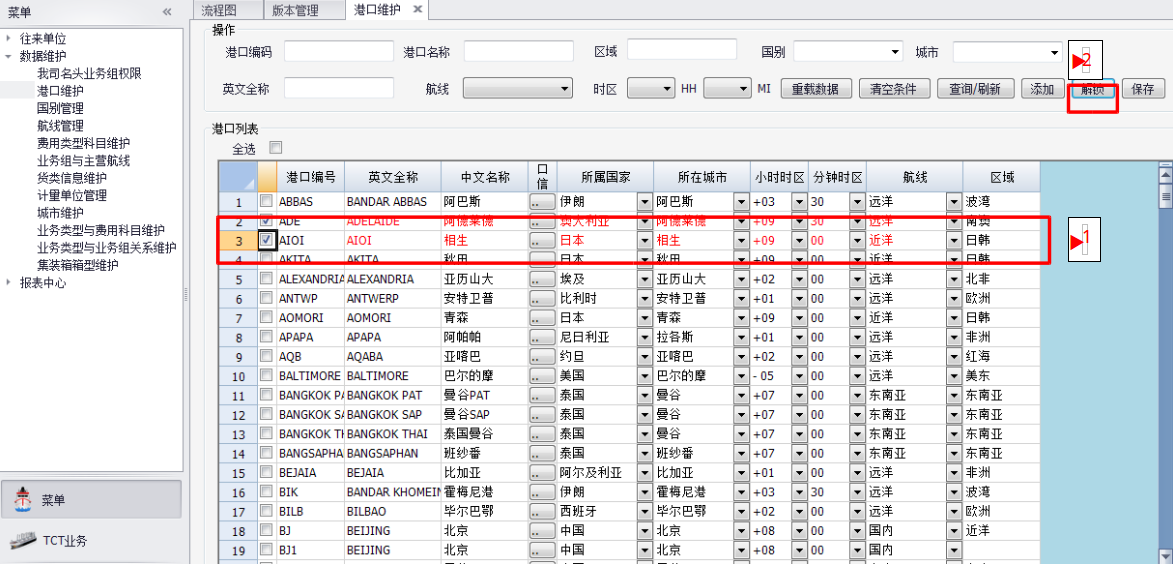 菜单
«
流程图
版本管理
港口维护
往来单位
数据维护
我司名头业务组权限
港口维护
国别管理
航线管理
费用类型科目维护
业务组与主营航线
货类信息维护
计量单位管理
城市维护
业务类型与费用科目维护
业务类型与业务组关系维护
集装箱箱型维护
报表中心
菜单
TCT业务
操作
港口编码 港口名称 区域 国别 城市
英文全称 航线 时区 HH MI 重载数据 清空条件 查询/刷新 添加 解锁 保存
2
港口列表
全选
港口编号 英文全称 中文名称 口信 所属国家 所在城市 小时时区 分钟时区 航线 区域
1 ABBAS BANDAR ABBAS 阿巴斯 .. 伊朗 阿巴斯 +03 30 远洋 波湾
2 ADE ADELAIDE 阿德莱德 澳大利亚 阿德莱德 +09 30 远洋 南澳
3 AIOI AIOI 相生 .. 日本 相生 +09 00 近洋 日韩
1
4 AKITA AKITA 秋田 日本 秋田 +09 00 近洋 日韩
5 ALEXANDRIA ALEXANDRIA 亚历山大 .. 埃及 亚历山大 +02 00 远洋 北非
6 ANTWP ANTWERP 安特卫普 .. 比利时 安特卫普 +01 00 远洋 欧洲
7 AOMORI AOMORI 青森 .. 日本 青森 +09 00 近洋 日韩
8 APAPA APAPA 阿帕帕 .. 尼日利亚 拉各斯 +01 00 远洋 非洲
9 AQB AQABA 亚喀巴 .. 约旦 亚喀巴 +02 00 远洋 红海
10 BALTIMORE BALTIMORE 巴尔的摩 .. 美国 巴尔的摩 - 05 00 远洋 美东
11 BANGKOK PA BANGKOK PAT 曼谷PAT .. 泰国 曼谷 +07 00 东南亚 东南亚
12 BANGKOK SA BANGKOK SAP 曼谷SAP .. 泰国 曼谷 +07 00 东南亚 东南亚
13 BANGKOK TH BANGKOK THAI 泰国曼谷 .. 泰国 曼谷 +07 00 东南亚 东南亚
14 BANGSAPHA BANGSAPHAN 班纱番 .. 泰国 班纱番 +07 00 东南亚 东南亚
15 BEJAIA BEJAIA 比加亚 .. 阿尔及利亚 比加亚 +01 00 远洋 非洲
16 BIK BANDAR KHOMEIN 霍梅尼港 .. 伊朗 霍梅尼港 +03 30 远洋 波湾
17 BILB BILBAO 毕尔巴鄂 .. 西班牙 毕尔巴鄂 +02 00 远洋 欧洲
18 BJ BEIJING 北京 .. 中国 北京 +08 00 国内 近洋
19 BJ1 BEIJING 北京 .. 中国 北京 +08 00 国内